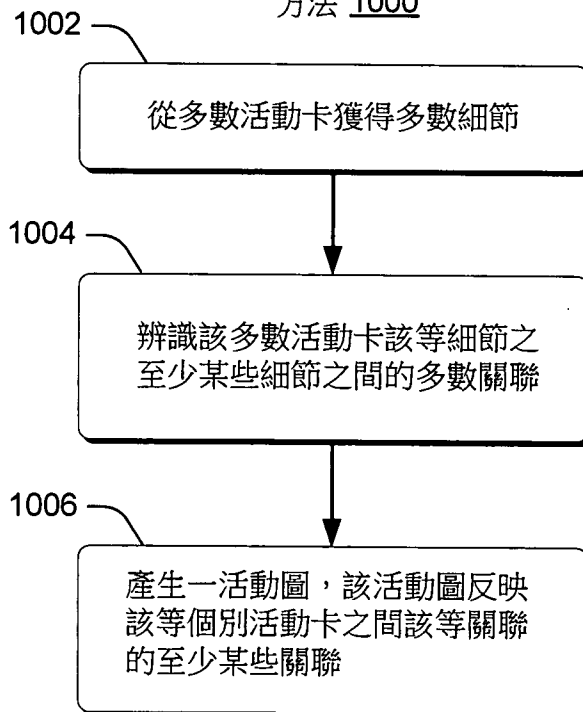 方法 1000
1002
從多數活動卡獲得多數細節
1004
辨識該多數活動卡該等細節之
至少某些細節之間的多數關聯
1006
產生一活動圖，該活動圖反映
該等個別活動卡之間該等關聯
的至少某些關聯